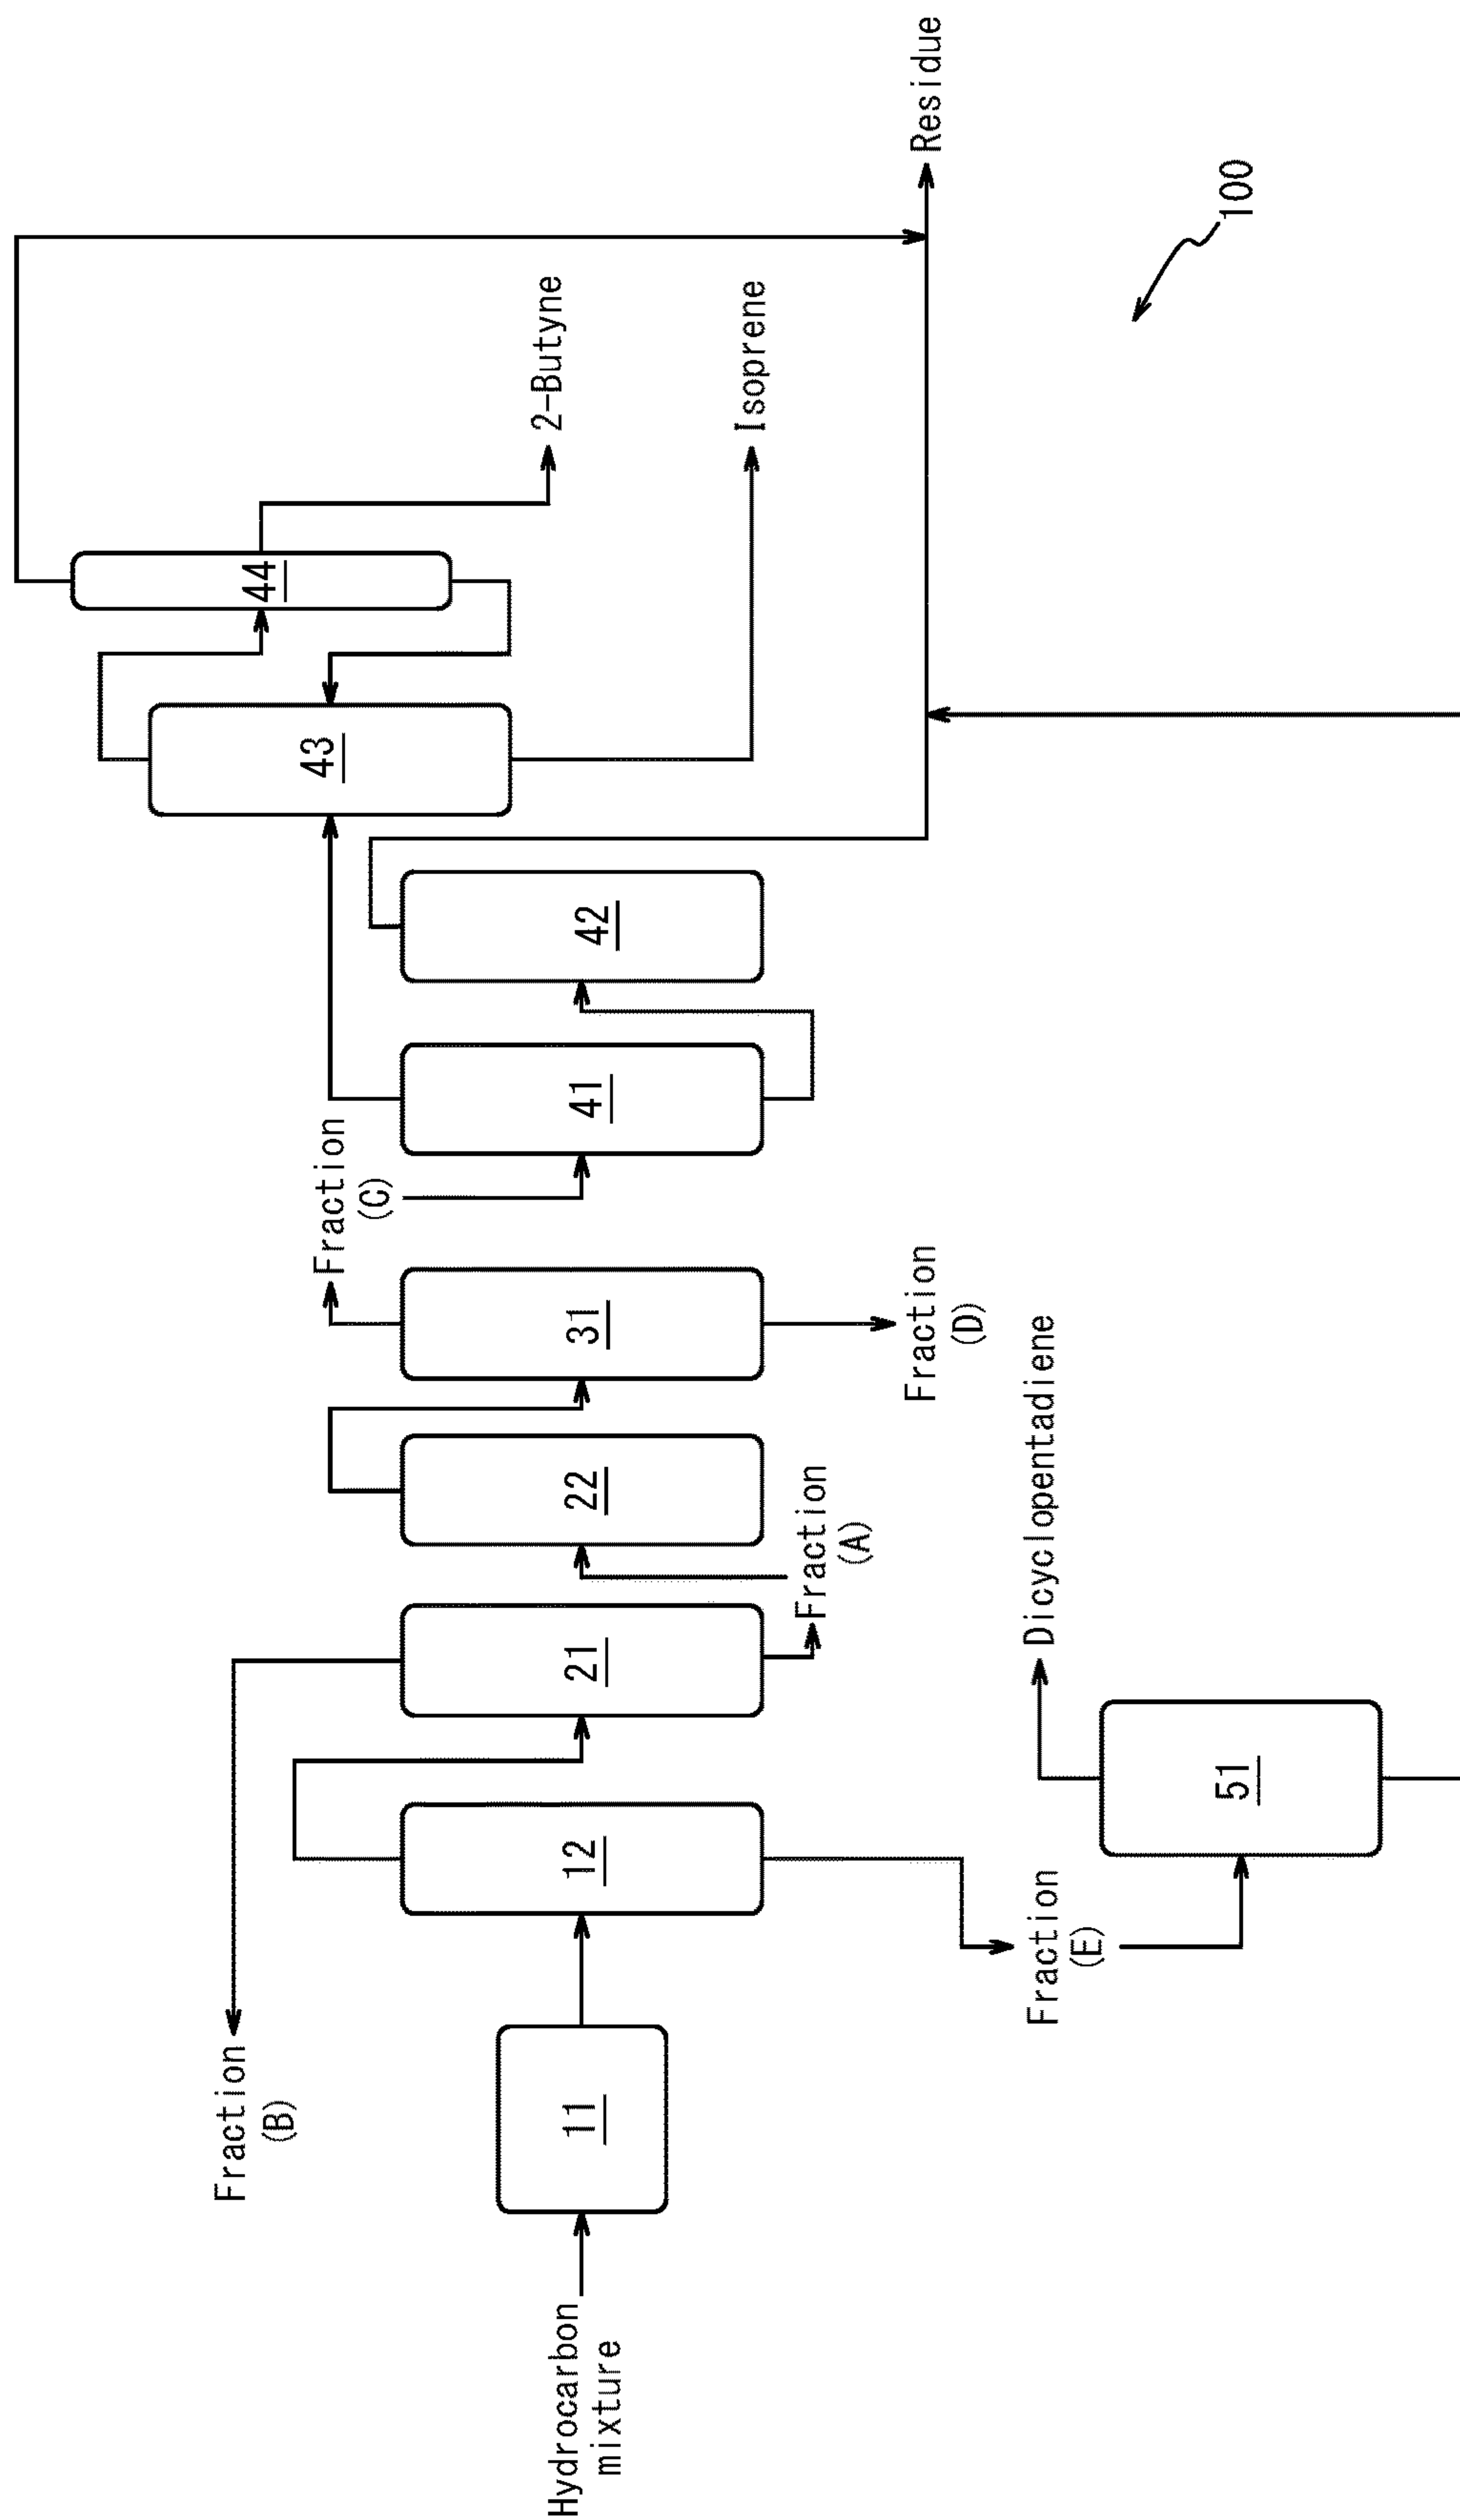 Hydrocarbon
mixture
11
12
Fraction
(B)
21
Fraction
(A)
22
31
Fraction
(C)
Fraction
(D)
41
42
43
44
2-Butyne
Isoprene
Residue
Fraction
(E)
51
Dicyclopentadiene
100